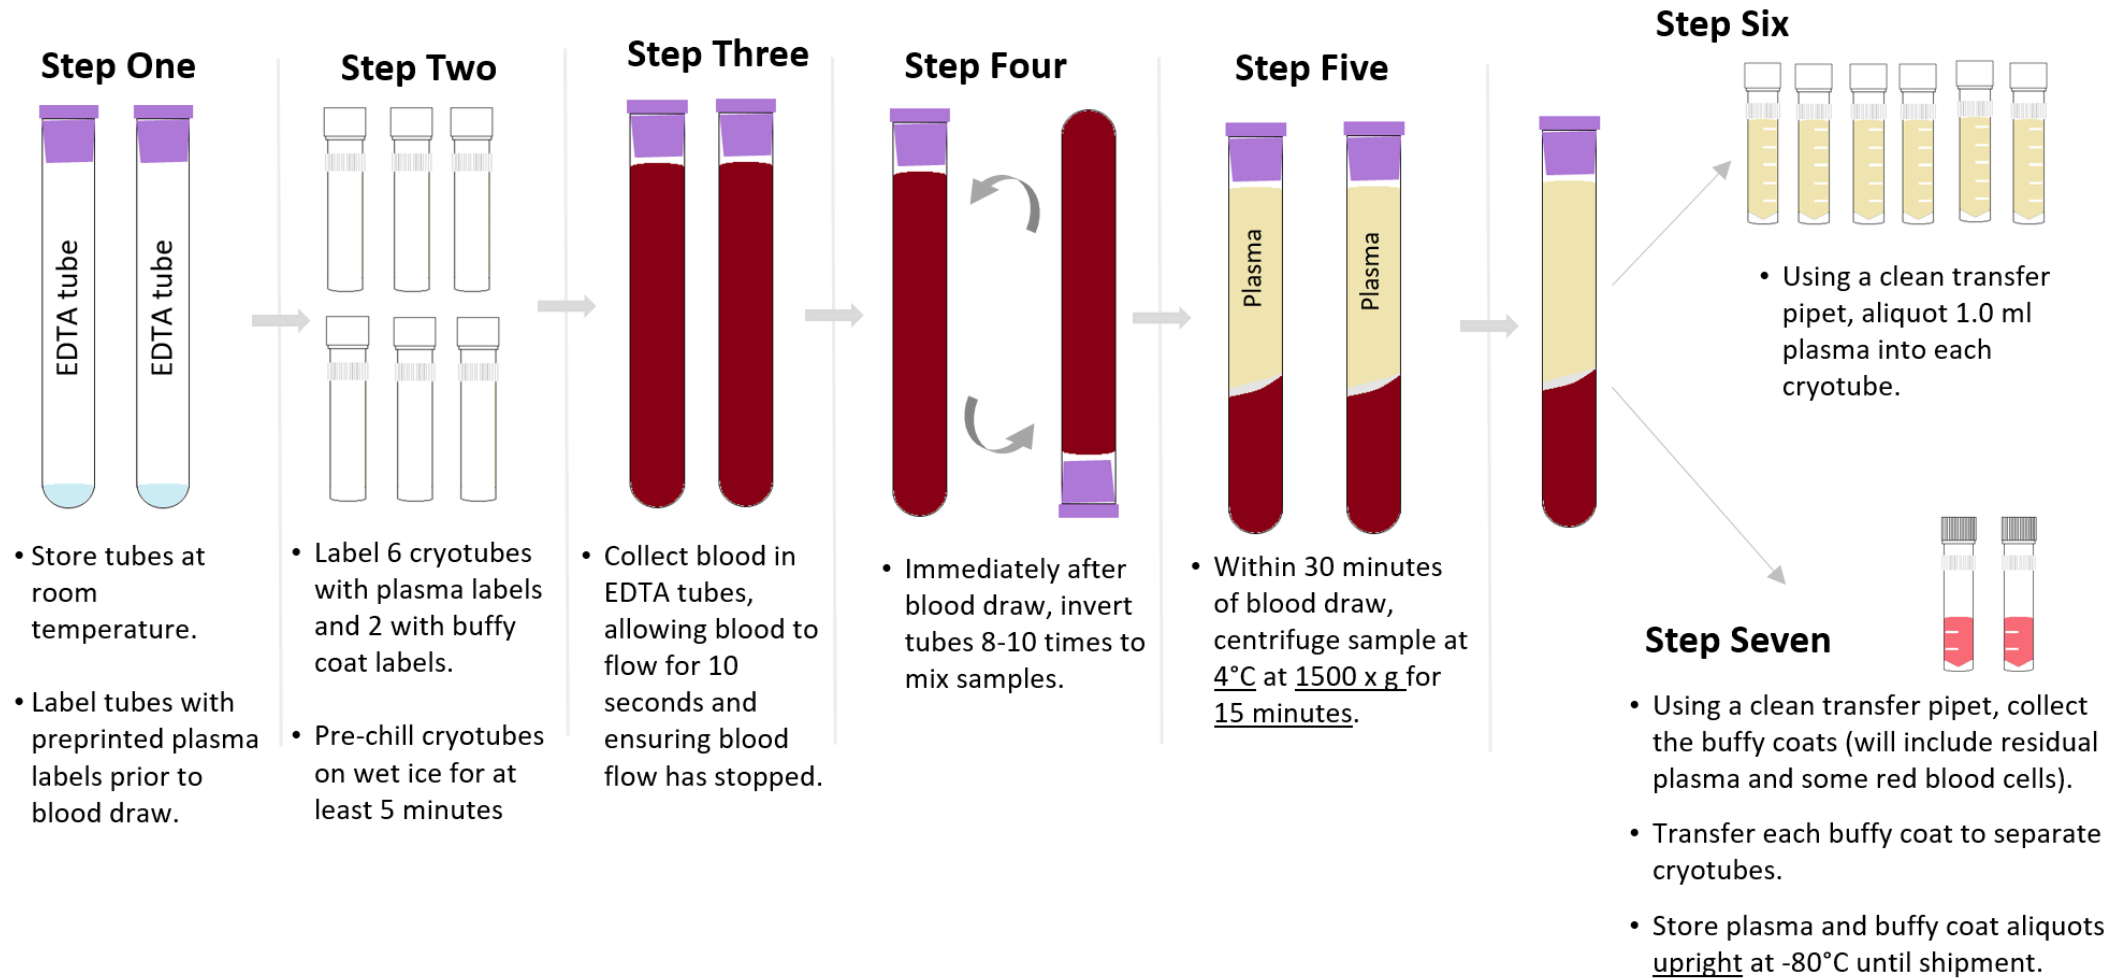 Step One
EDTA tube
EDTA tube
• Store tubes at
room
temperature.
• Label tubes with
preprinted plasma
labels prior to
blood draw.
Step Two
• Label 6 cryotubes
with plasma labels
and 2 with buffy
coat labels.
• Pre-chill cryotubes
on wet ice for at
least 5 minutes
Step Three
• Collect blood in
EDTA tubes,
allowing blood to
flow for 10
seconds and
ensuring blood
flow has stopped.
Step Four
• Immediately after
blood draw, invert
tubes 8-10 times to
mix samples.
Step Five
Plasma
Plasma
• Within 30 minutes
of blood draw,
centrifuge sample at
4°C at 1500 x g for
15 minutes.
Step Six
• Using a clean transfer
pipet, aliquot 1.0 ml
plasma into each
cryotube.
Step Seven
• Using a clean transfer pipet, collect
the buffy coats (will include residual
plasma and some red blood cells).
• Transfer each buffy coat to separate
cryotubes.
• Store plasma and buffy coat aliquots
upright at -80°C until shipment.